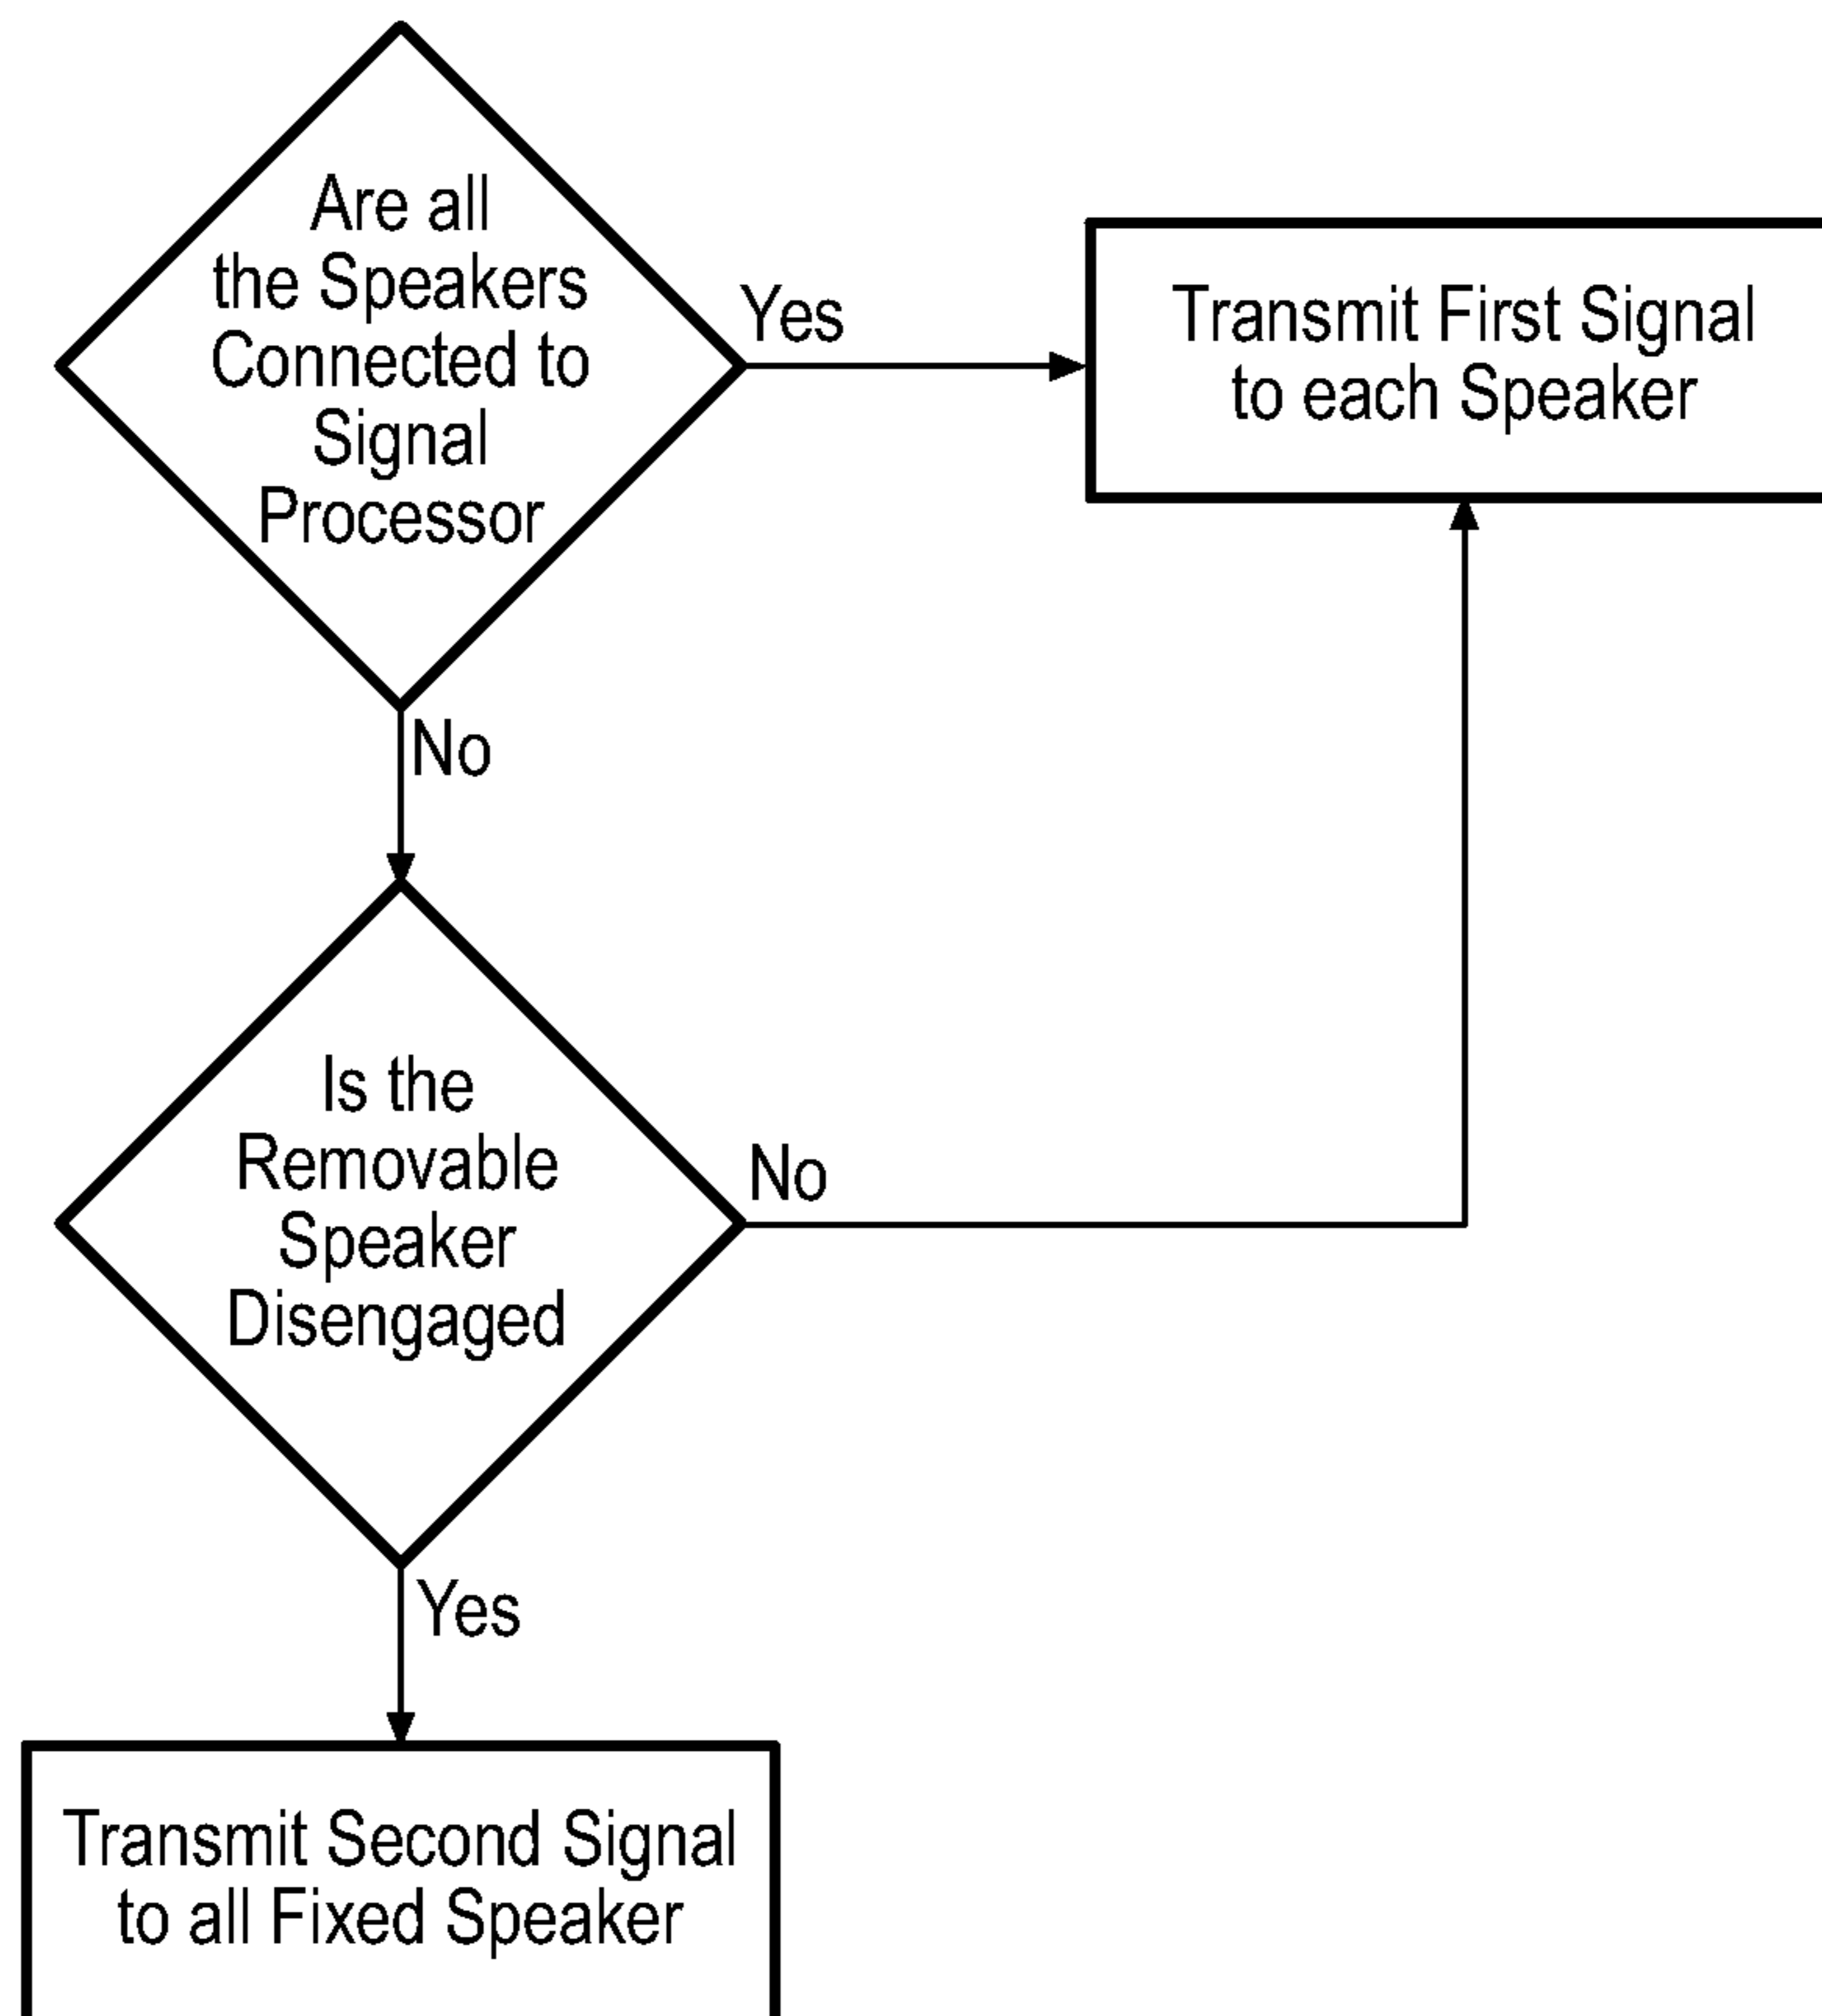 Are all
the Speakers
Connected to
Signal
Processor
Yes
Transmit First Signal
to each Speaker
No
Is the
Removable
Speaker
Disengaged
No
Yes
Transmit Second Signal
to all Fixed Speaker